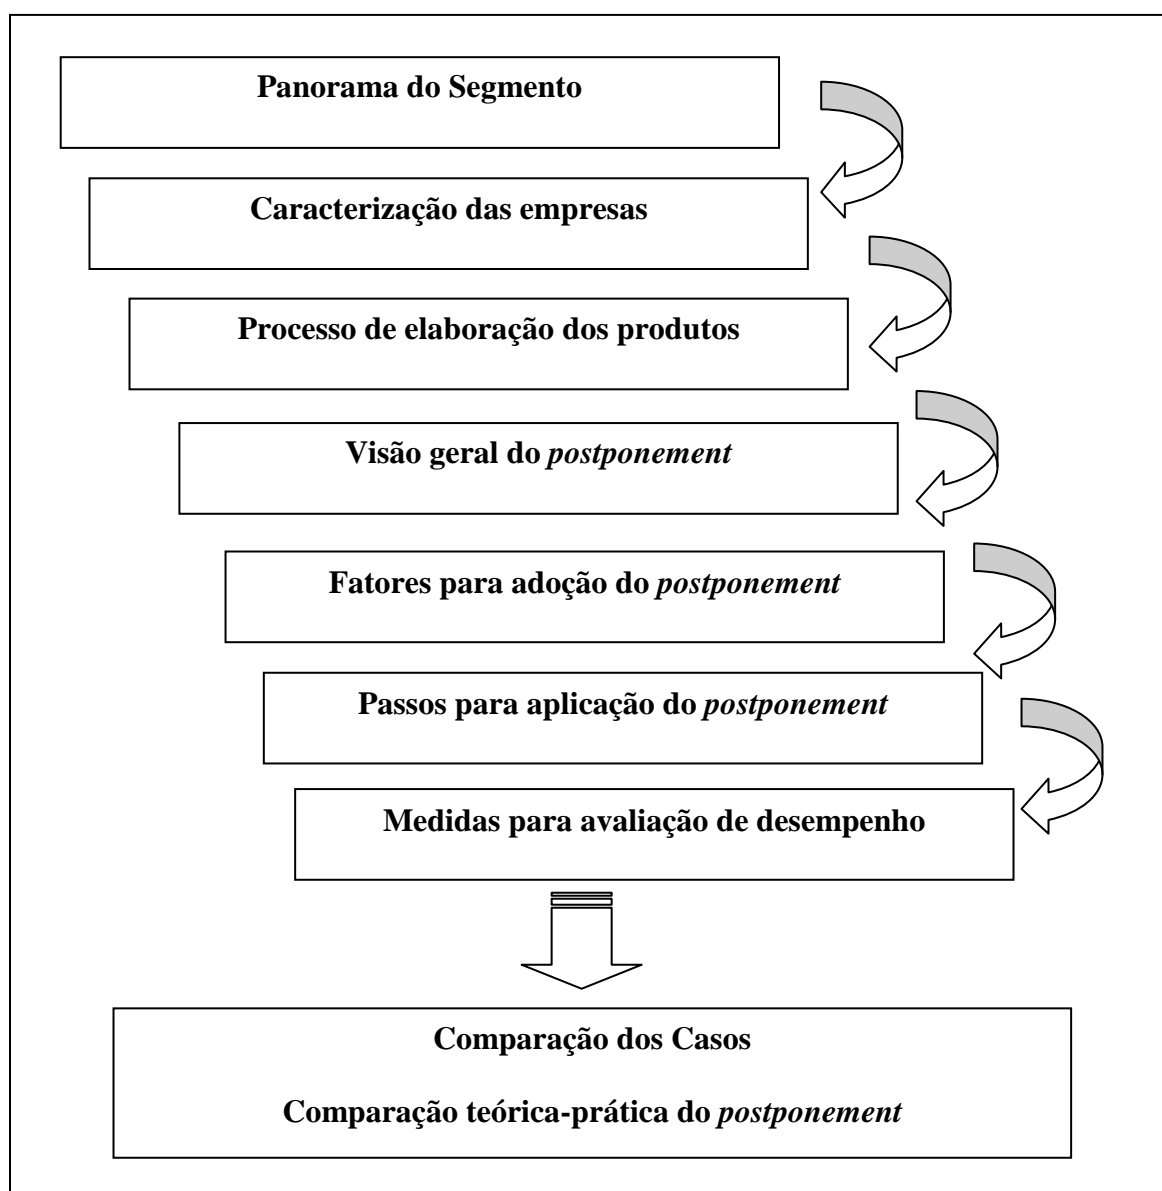 Panorama do Segmento
Caracterização das empresas
Processo de elaboração dos produtos
Visão geral do postponement
Fatores para adoção do postponement
Passos para aplicação do postponement
Medidas para avaliação de desempenho
Comparação dos Casos
Comparação teórica-prática do postponement